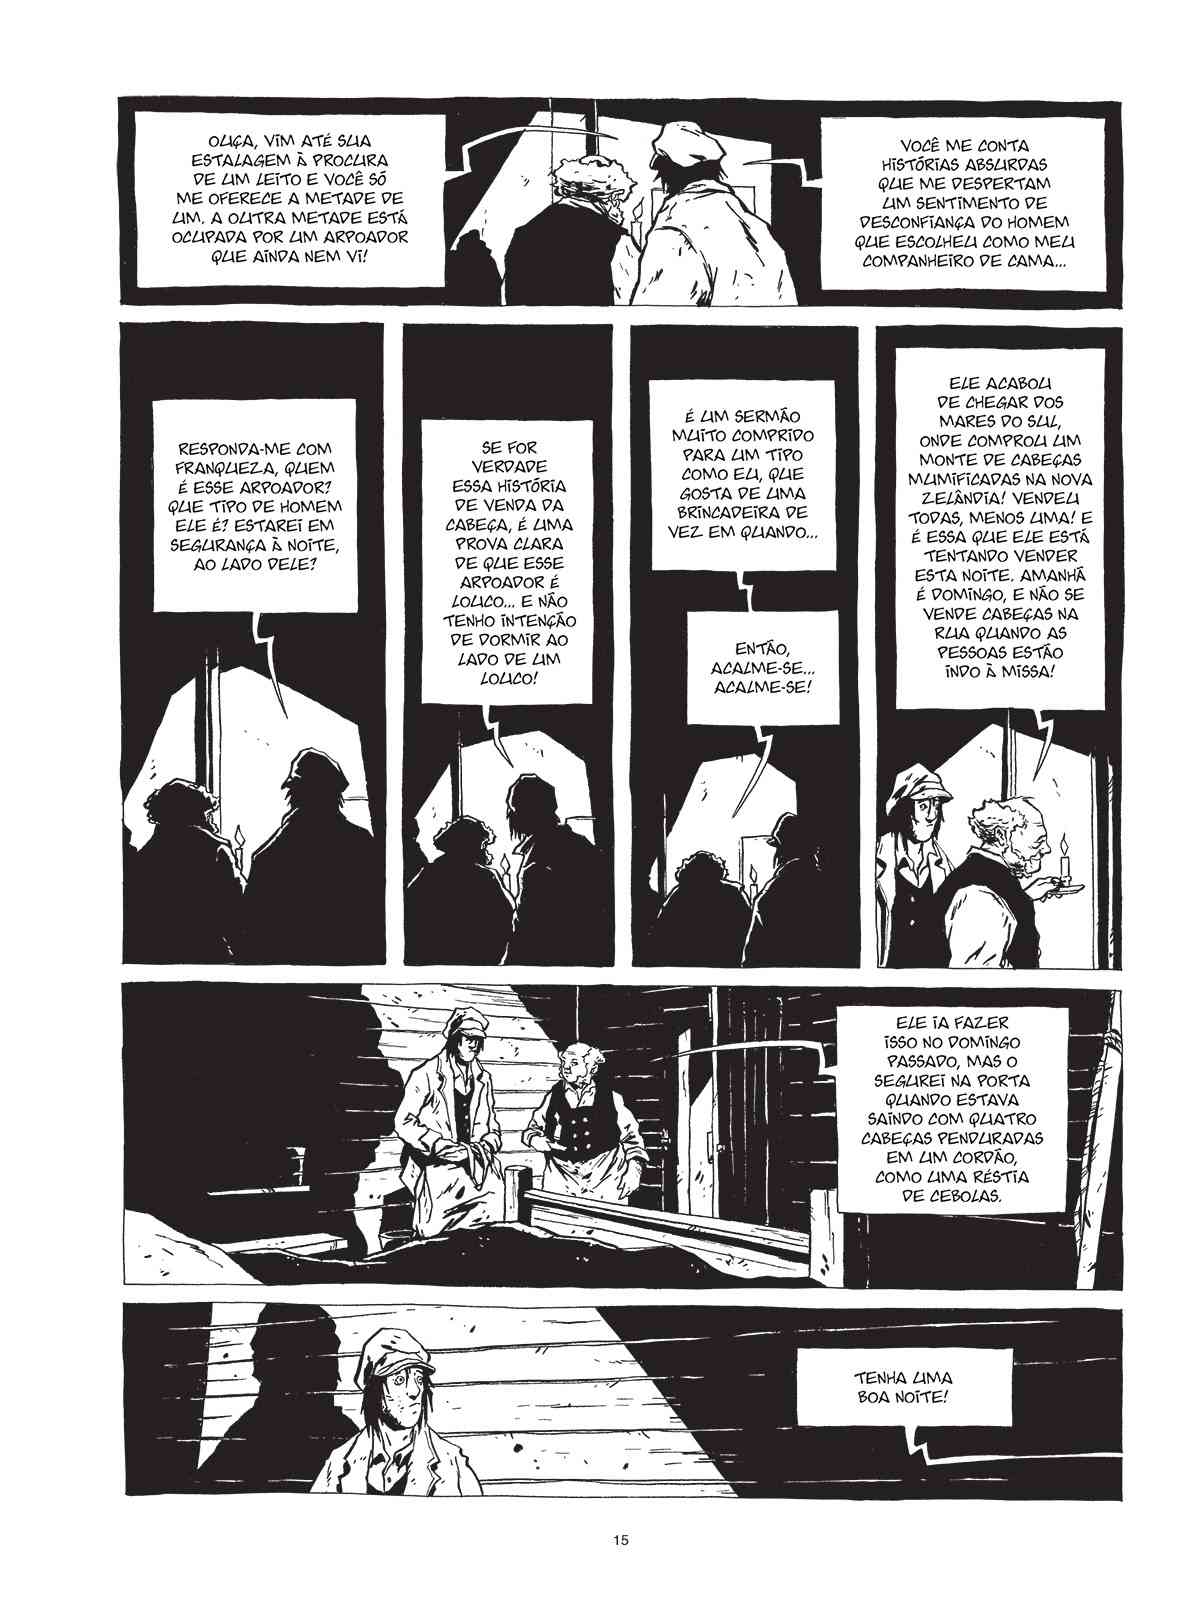 OUÇA, VIM ATÉ SUA
ESTALAGEM À PROCURA
DE UM LEITO E VOCÊ SÓ
ME OFERECE A METADE DE
UM. A OUTRA METADE ESTÁ
OCUPADA POR UM ARPOADOR
QUE AINDA NEM VI!
VOCÊ ME CONTA
HISTÓRIAS ABSURDAS
QUE ME DESPERTAM
UM SENTIMENTO DE
DESCONFIANÇA DO HOMEM
QUE ESCOLHEU COMO MEU
COMPANHEIRO DE CAMA...
RESPONDA-ME COM
FRANQUEZA, QUEM
É ESSE ARPOADOR?
QUE TIPO DE HOMEM
ELE É? ESTAREI EM
SEGURANÇA À NOITE,
AO LADO DELE?
SE FOR
VERDADE
ESSA HISTÓRIA
DE VENDA DA
CABEÇA, É UMA
PROVA CLARA
DE QUE ESSE
ARPOADOR É
LOUCO... E NÃO
TENHO INTENÇÃO
DE DORMIR AO
LADO DE UM
LOUCO!
É UM SERMÃO
MUITO COMPRIDO
PARA UM TIPO
COMO EU, QUE
GOSTA DE UMA
BRINCADEIRA DE
VEZ EM QUANDO...
ENTÃO,
ACALME-SE...
ACALME-SE!
ELE ACABOU
DE CHEGAR DOS
MARES DO SUL,
ONDE COMPROU UM
MONTE DE CABEÇAS
MUMIFICADAS NA NOVA
ZELÂNDIA! VENDEU
TODAS, MENOS UMA! E
É ESSA QUE ELE ESTÁ
TENTANDO VENDER
ESTA NOITE. AMANHÃ
É DOMINGO, E NÃO SE
VENDE CABEÇAS NA
RUA QUANDO AS
PESSOAS ESTÃO
INDO À MISSA!
ELE IA FAZER
ISSO NO DOMINGO
PASSADO, MAS O
SEGUREI NA PORTA
QUANDO ESTAVA
SAINDO COM QUATRO
CABEÇAS PENDURADAS
EM UM CORDÃO,
COMO UMA RÉSTIA
DE CEBOLAS.
TENHA UMA
BOA NOITE!
15